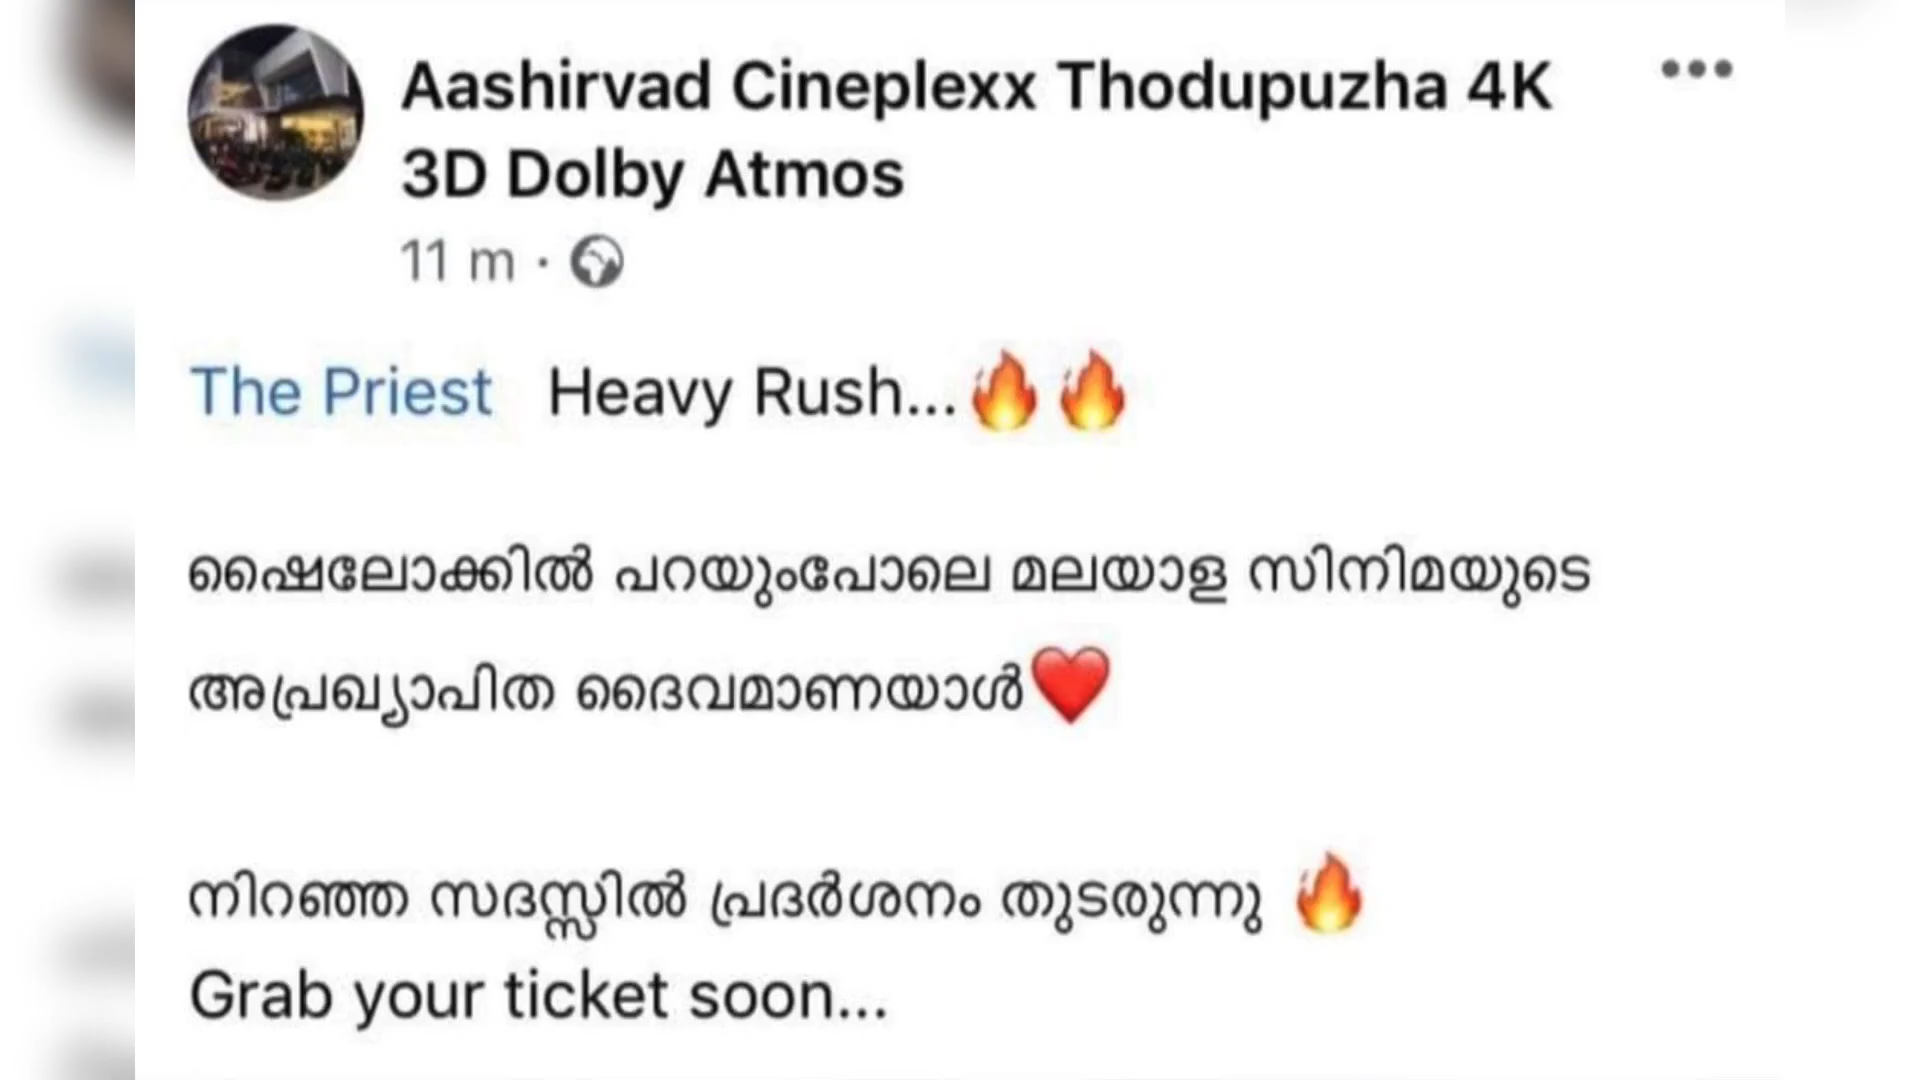 Aashirvad Cineplexx Thodupuzha 4K
3D Dolby Atmos
11 m ·
The Priest Heavy Rush...🔥🔥
ഷൈലോക്കിൽ പറയുംപോലെ മലയാള സിനിമയുടെ
അപ്രഖ്യാപിത ദൈവമാണയാൾ❤️
നിറഞ്ഞ സദസ്സിൽ പ്രദർശനം തുടരുന്നു 🔥
Grab your ticket soon...